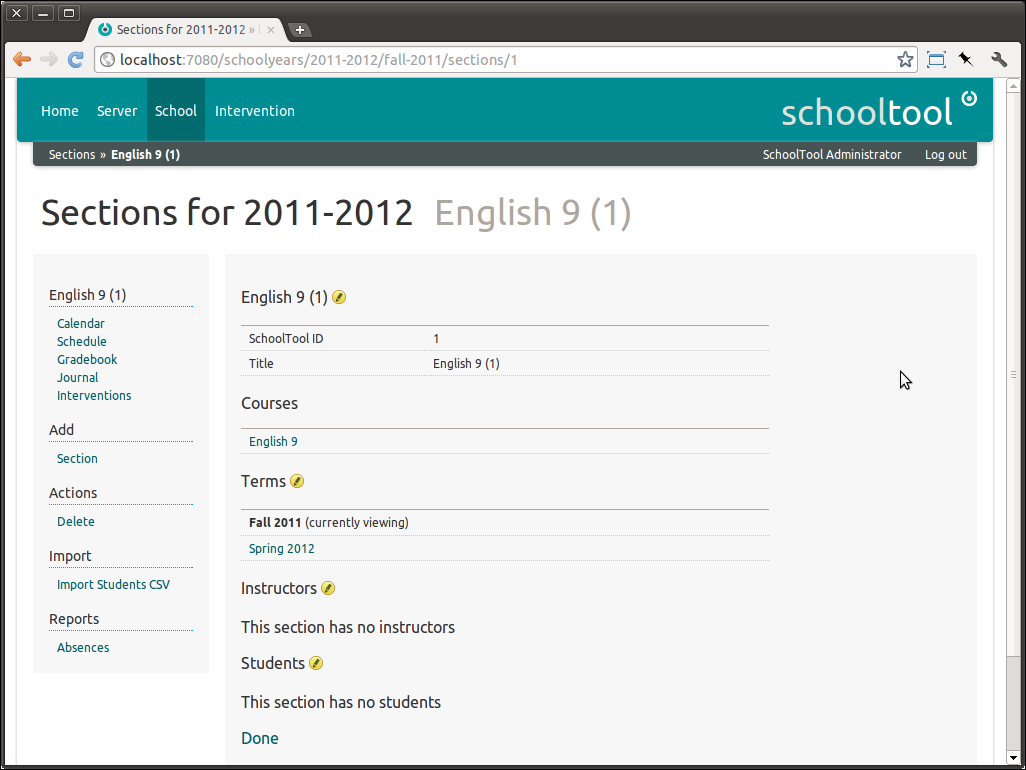 Sections for 2011-2012 »
localhost:7080/schoolyears/2011-2012/fall-2011/sections/1
Home Server School Intervention schooltool
Sections » English 9 (1) SchoolTool Administrator Log out
Sections for 2011-2012 English 9 (1)
English 9 (1)
Calendar
Schedule
Gradebook
Journal
Interventions
Add
Section
Actions
Delete
Import
Import Students CSV
Reports
Absences
English 9 (1)
SchoolTool ID 1
Title English 9 (1)
Courses
English 9
Terms
Fall 2011 (currently viewing)
Spring 2012
Instructors
This section has no instructors
Students
This section has no students
Done